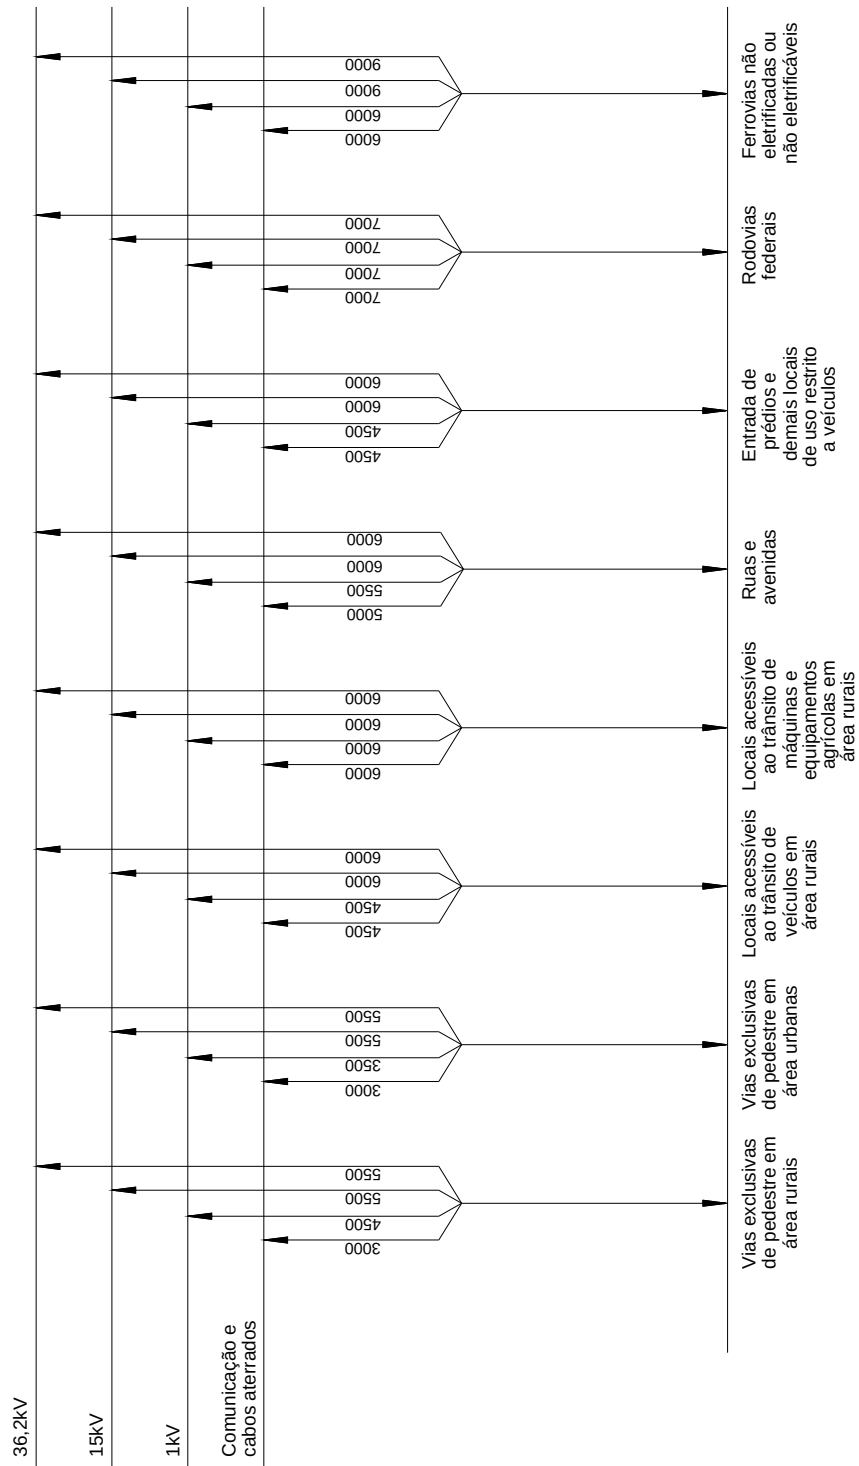 36,2kV
15kV
1kV
Comunicação e
cabos aterrados
3000
4500
5500
5500
3000
3500
5500
5500
4500
4500
6000
6000
6000
6000
6000
6000
5000
5500
6000
6000
4500
4500
6000
6000
7000
7000
7000
7000
6000
6000
9000
9000
Vias exclusivas
de pedestre em
área rurais
Vias exclusivas
de pedestre em
área urbanas
Locais acessíveis
ao trânsito de
veículos em
área rurais
Locais acessíveis
ao trânsito de
máquinas e
equipamentos
agrícolas em
área rurais
Ruas e
avenidas
Entrada de
prédios e
demais locais
de uso restrito
a veículos
Rodovias
federais
Ferrovias não
eletrificadas ou
não eletrificáveis